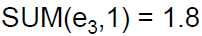 SUM(e₃,1) = 1.8